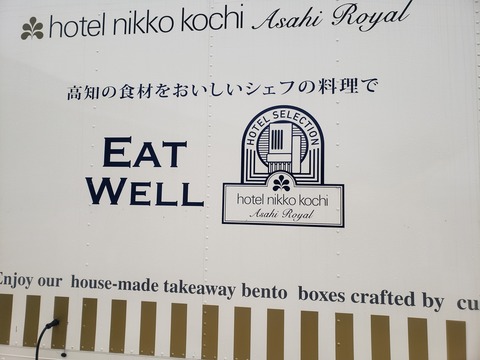 hotel nikko kochi Asahi Royal
高知の食材をおいしいシェフの料理で
EAT
WELL
HOTEL SELECTION
hotel nikko kochi
Asahi Royal
Enjoy our house-made takeaway bento boxes crafted by cu